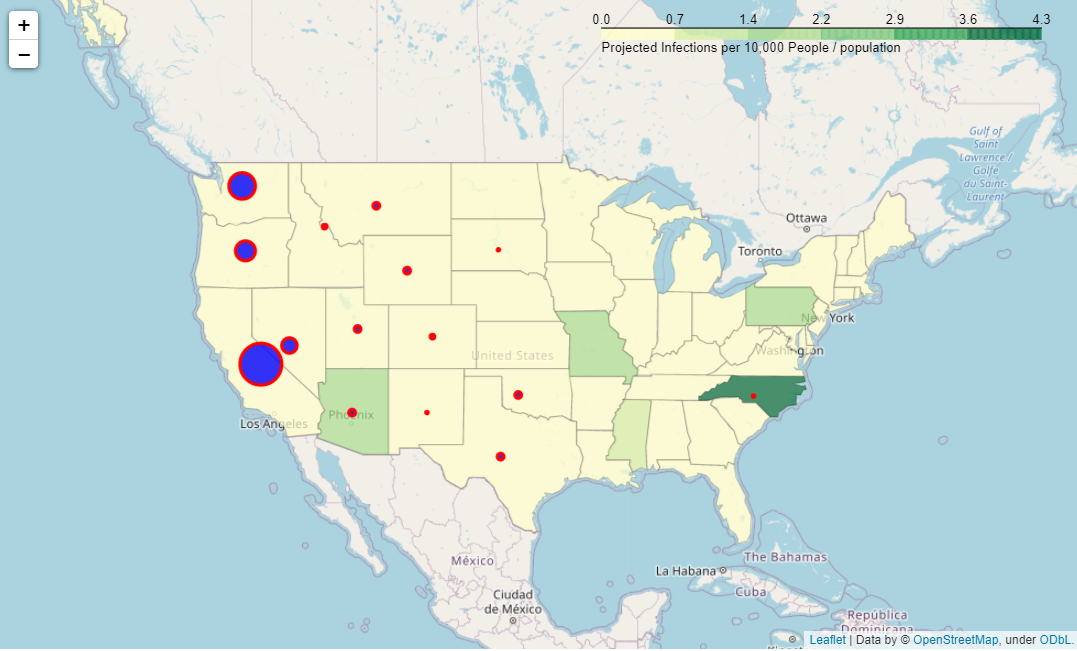 +
−
0.0 0.7 1.4 2.2 2.9 3.6 4.3
Projected Infections per 10,000 People / population
Gulf of
Saint
Lawrence /
Golfe
du Saint-
Laurent
Ottawa
Toronto
New York
Washington
United States
Phoenix
Los Angeles
The Bahamas
México
La Habana
Cuba
Ciudad
de México
República
Dominicana
Leaflet | Data by © OpenStreetMap, under ODbL.